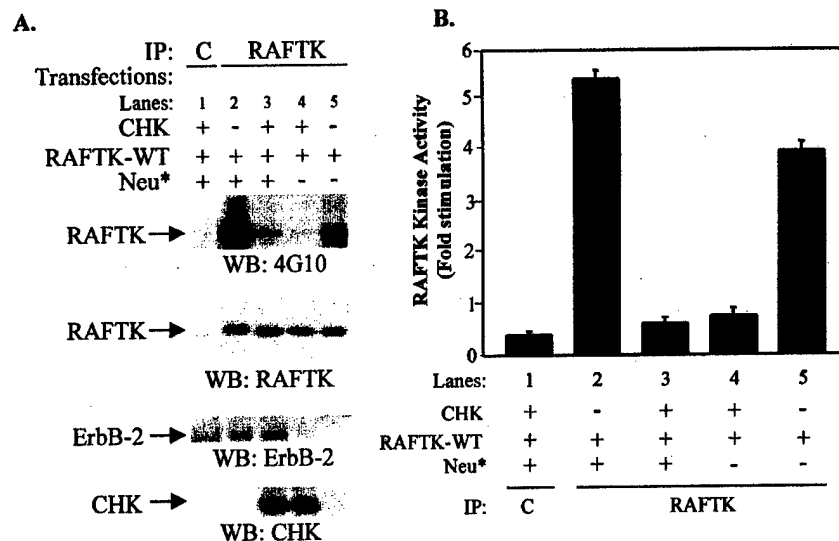 A.
IP: C RAFTK
Transfections:
Lanes: 1 2 3 4 5
CHK + - + + -
RAFTK-WT + + + + +
Neu* + + + - -
RAFTK
WB: 4G10
RAFTK
WB: RAFTK
ErbB-2
WB: ErbB-2
CHK
WB: CHK
B.
RAFTK Kinase Activity
(Fold stimulation)
6
5
4
3
2
1
0
Lanes: 1 2 3 4 5
CHK + - + + -
RAFTK-WT + + + + +
Neu* + + + - -
IP: C RAFTK